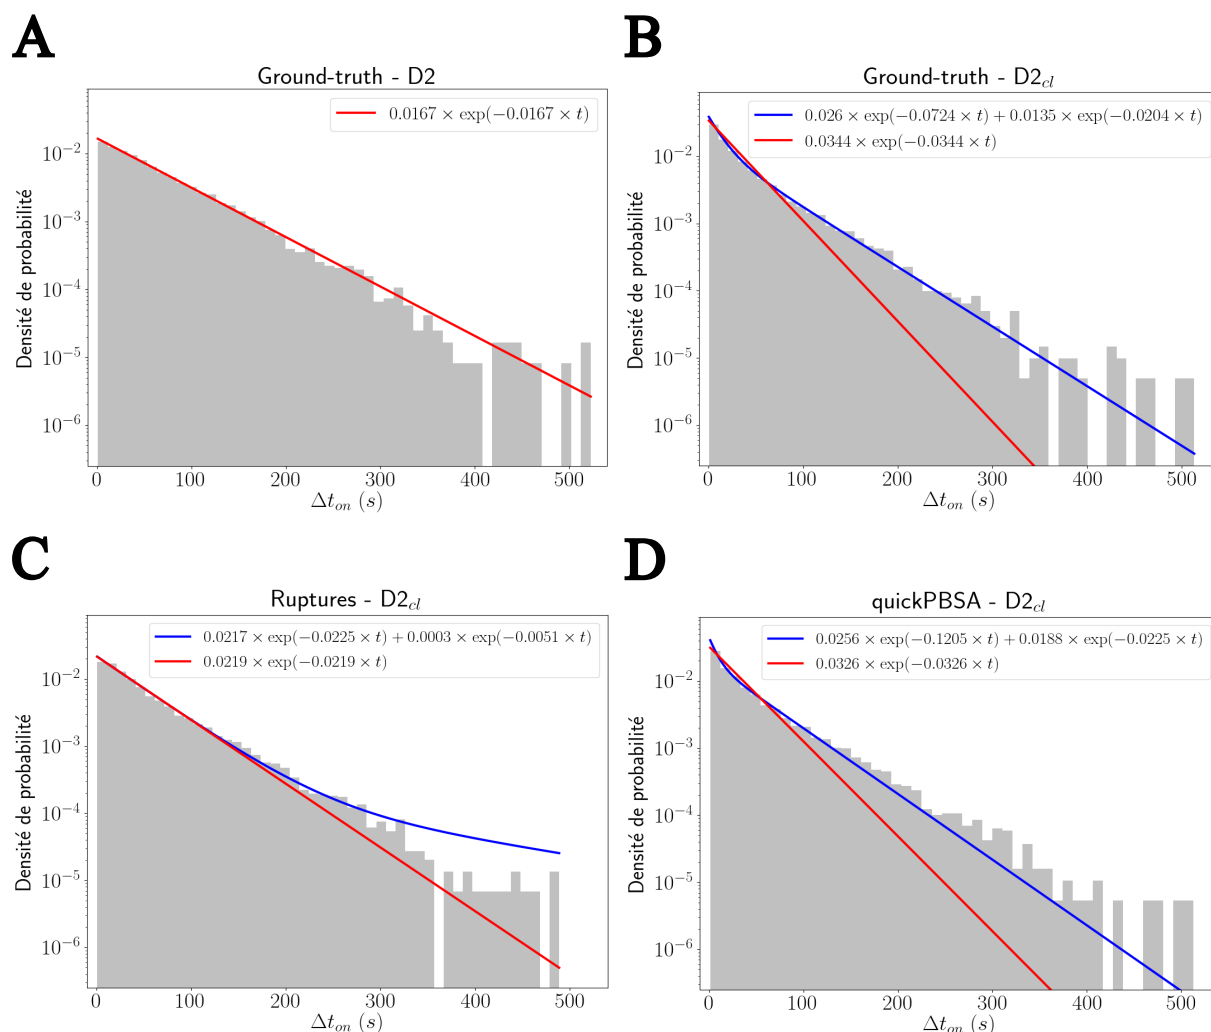 A
Ground-truth - D2
0.0167 × exp(−0.0167 × t)
Densité de probabilité
10⁻²
10⁻³
10⁻⁴
10⁻⁵
10⁻⁶
0 100 200 300 400 500
Δt_on (s)
B
Ground-truth - D2_cl
0.026 × exp(−0.0724 × t) + 0.0135 × exp(−0.0204 × t)
0.0344 × exp(−0.0344 × t)
Densité de probabilité
10⁻²
10⁻³
10⁻⁴
10⁻⁵
10⁻⁶
0 100 200 300 400 500
Δt_on (s)
C
Ruptures - D2_cl
0.0217 × exp(−0.0225 × t) + 0.0003 × exp(−0.0051 × t)
0.0219 × exp(−0.0219 × t)
Densité de probabilité
10⁻²
10⁻³
10⁻⁴
10⁻⁵
10⁻⁶
0 100 200 300 400 500
Δt_on (s)
D
quickPBSA - D2_cl
0.0256 × exp(−0.1205 × t) + 0.0188 × exp(−0.0225 × t)
0.0326 × exp(−0.0326 × t)
Densité de probabilité
10⁻²
10⁻³
10⁻⁴
10⁻⁵
10⁻⁶
0 100 200 300 400 500
Δt_on (s)